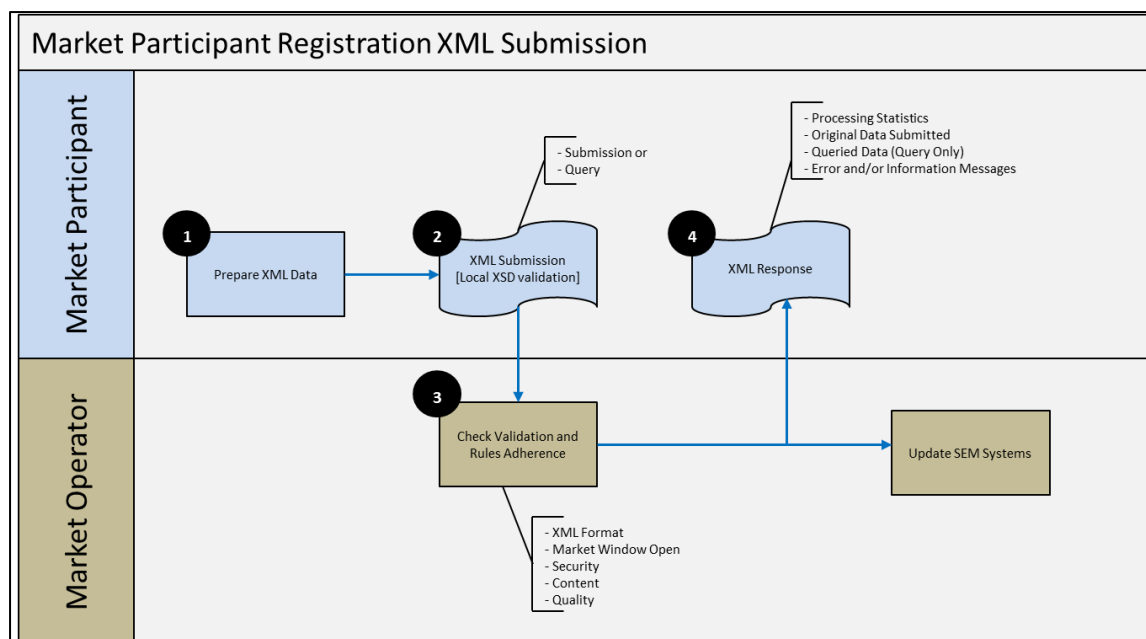 Market Participant Registration XML Submission
Market Participant
- Processing Statistics
- Original Data Submitted
- Queried Data (Query Only)
- Error and/or Information Messages
- Submission or
- Query
1
Prepare XML Data
2
XML Submission
[Local XSD validation]
4
XML Response
Market Operator
3
Check Validation and
Rules Adherence
Update SEM Systems
- XML Format
- Market Window Open
- Security
- Content
- Quality